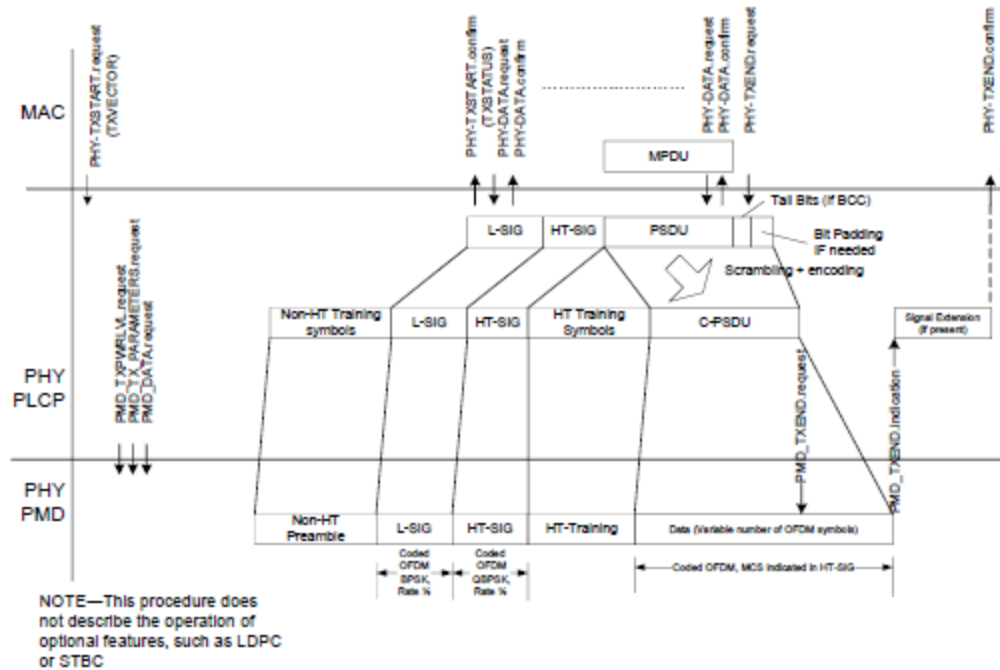 MAC
PHY-TXSTART.request
(TXVECTOR)
PHY-TXSTART.confirm
(TXSTATUS)
PHY-DATA.request
PHY-DATA.confirm
PHY-DATA.request
PHY-DATA.confirm
PHY-TXEND.request
PHY-TXEND.confirm
MPDU
Tail Bits (if BCC)
L-SIG
HT-SIG
PSDU
Bit Padding
IF needed
Scrambling + encoding
Non-HT Training
symbols
L-SIG
HT-SIG
HT Training
Symbols
C-PSDU
Signal Extension
(if present)
PHY
PLCP
PMD_TXPWRLVL.request
PMD_TX_PARAMETERS.request
PMD_DATA.request
PMD_TXEND.request
PMD_TXEND.indication
PHY
PMD
Non-HT
Preamble
L-SIG
HT-SIG
HT-Training
Data (Variable number of OFDM symbols)
Coded
OFDM
BPSK,
Rate ½
Coded
OFDM
QBPSK,
Rate ½
Coded OFDM, MCS indicated in HT-SIG
NOTE—This procedure does
not describe the operation of
optional features, such as LDPC
or STBC